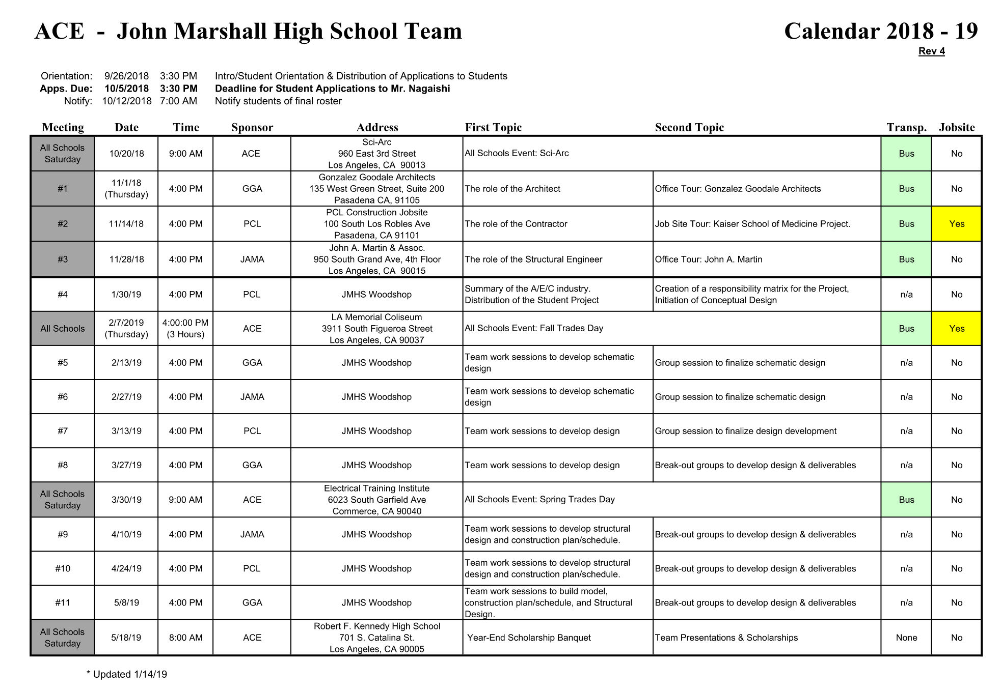 ACE - John Marshall High School Team Calendar 2018 - 19
Rev 4
Orientation: 9/26/2018 3:30 PM Intro/Student Orientation & Distribution of Applications to Students
Apps. Due: 10/5/2018 3:30 PM Deadline for Student Applications to Mr. Nagaishi
Notify: 10/12/2018 7:00 AM Notify students of final roster
Meeting Date Time Sponsor Address First Topic Second Topic Transp. Jobsite
All Schools
Saturday
10/20/18
9:00 AM
ACE
Sci-Arc
960 East 3rd Street
Los Angeles, CA 90013
All Schools Event: Sci-Arc
Bus
No
#1
11/1/18
(Thursday)
4:00 PM
GGA
Gonzalez Goodale Architects
135 West Green Street, Suite 200
Pasadena CA, 91105
The role of the Architect
Office Tour: Gonzalez Goodale Architects
Bus
No
#2
11/14/18
4:00 PM
PCL
PCL Construction Jobsite
100 South Los Robles Ave
Pasadena, CA 91101
The role of the Contractor
Job Site Tour: Kaiser School of Medicine Project.
Bus
Yes
#3
11/28/18
4:00 PM
JAMA
John A. Martin & Assoc.
950 South Grand Ave, 4th Floor
Los Angeles, CA 90015
The role of the Structural Engineer
Office Tour: John A. Martin
Bus
No
#4
1/30/19
4:00 PM
PCL
JMHS Woodshop
Summary of the A/E/C industry.
Distribution of the Student Project
Creation of a responsibility matrix for the Project,
Initiation of Conceptual Design
n/a
No
All Schools
2/7/2019
(Thursday)
4:00:00 PM
(3 Hours)
ACE
LA Memorial Coliseum
3911 South Figueroa Street
Los Angeles, CA 90037
All Schools Event: Fall Trades Day
Bus
Yes
#5
2/13/19
4:00 PM
GGA
JMHS Woodshop
Team work sessions to develop schematic
design
Group session to finalize schematic design
n/a
No
#6
2/27/19
4:00 PM
JAMA
JMHS Woodshop
Team work sessions to develop schematic
design
Group session to finalize schematic design
n/a
No
#7
3/13/19
4:00 PM
PCL
JMHS Woodshop
Team work sessions to develop design
Group session to finalize design development
n/a
No
#8
3/27/19
4:00 PM
GGA
JMHS Woodshop
Team work sessions to develop design
Break-out groups to develop design & deliverables
n/a
No
All Schools
Saturday
3/30/19
9:00 AM
ACE
Electrical Training Institute
6023 South Garfield Ave
Commerce, CA 90040
All Schools Event: Spring Trades Day
Bus
No
#9
4/10/19
4:00 PM
JAMA
JMHS Woodshop
Team work sessions to develop structural
design and construction plan/schedule.
Break-out groups to develop design & deliverables
n/a
No
#10
4/24/19
4:00 PM
PCL
JMHS Woodshop
Team work sessions to develop structural
design and construction plan/schedule.
Break-out groups to develop design & deliverables
n/a
No
#11
5/8/19
4:00 PM
GGA
JMHS Woodshop
Team work sessions to build model,
construction plan/schedule, and Structural
Design.
Break-out groups to develop design & deliverables
n/a
No
All Schools
Saturday
5/18/19
8:00 AM
ACE
Robert F. Kennedy High School
701 S. Catalina St.
Los Angeles, CA 90005
Year-End Scholarship Banquet
Team Presentations & Scholarships
None
No
* Updated 1/14/19